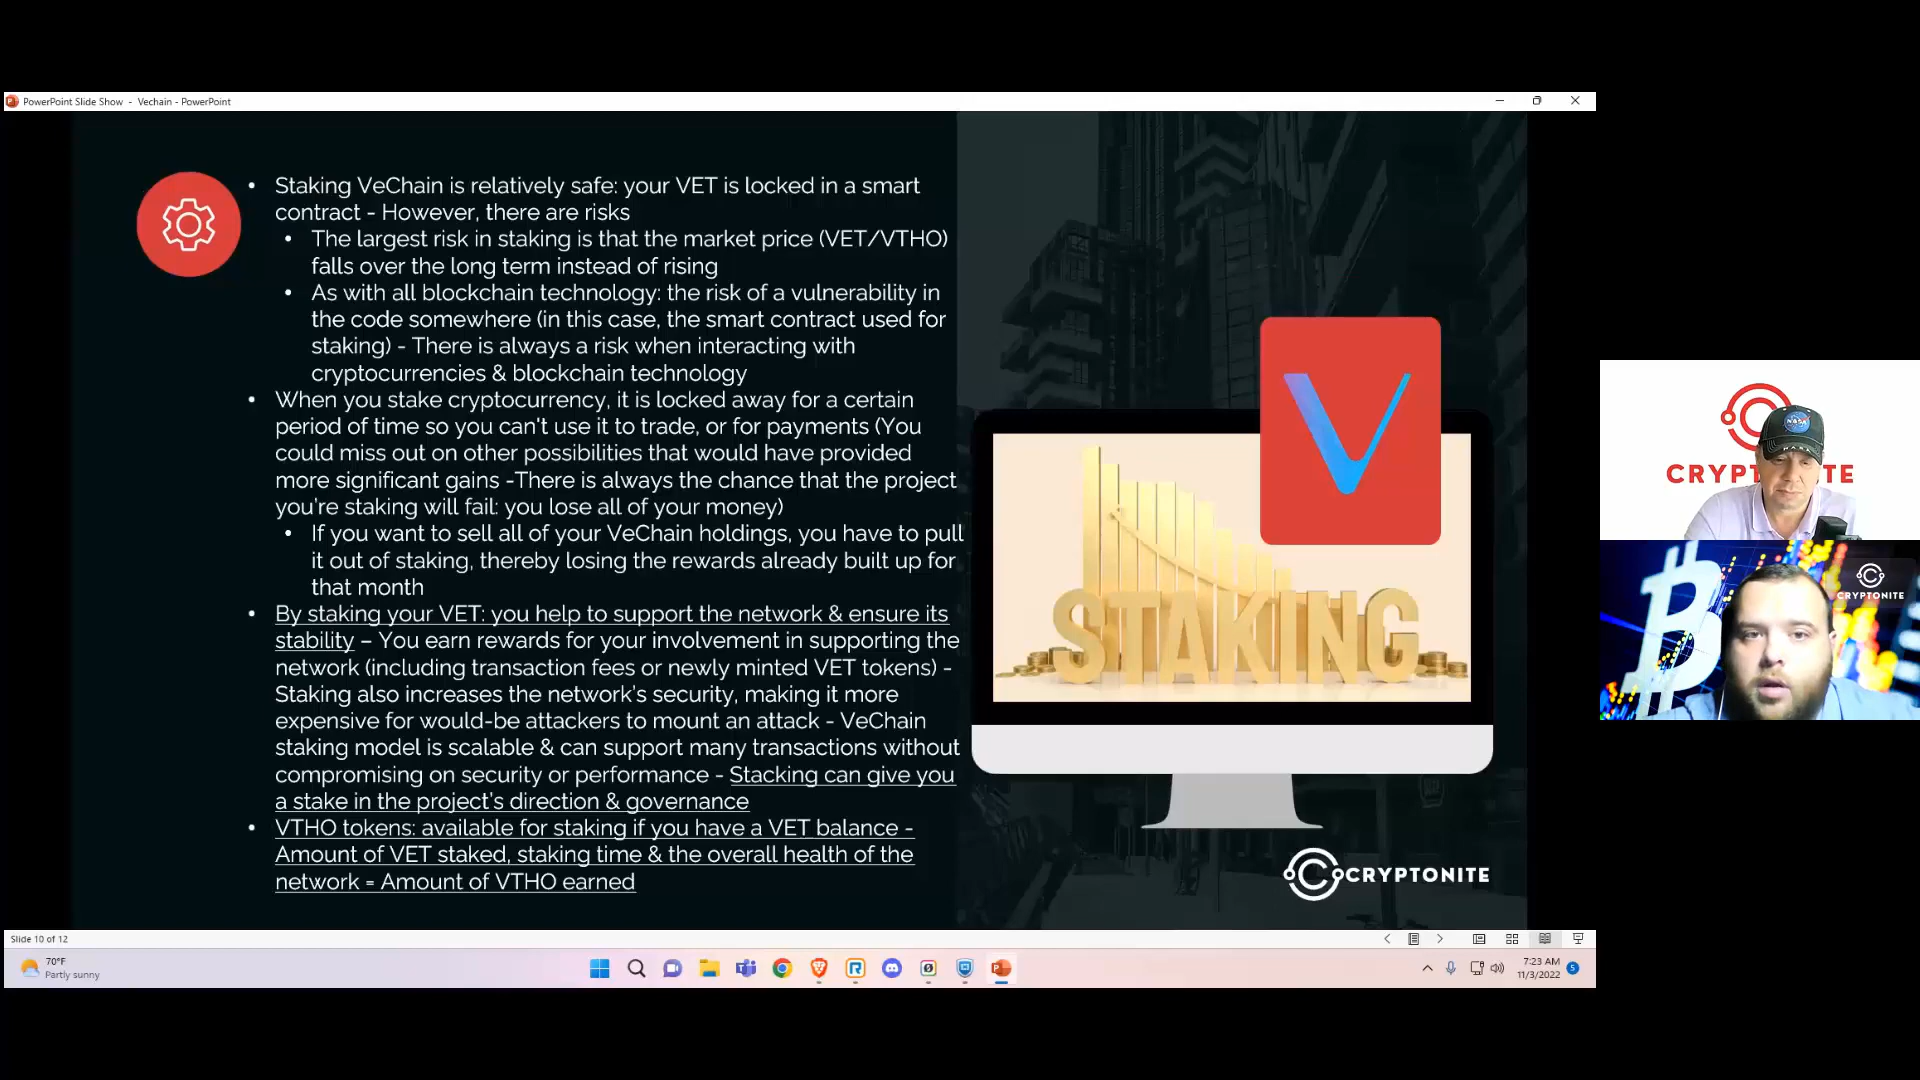 PowerPoint Slide Show - Vechain - PowerPoint
• Staking VeChain is relatively safe: your VET is locked in a smart
contract - However, there are risks
• The largest risk in staking is that the market price (VET/VTHO)
falls over the long term instead of rising
• As with all blockchain technology: the risk of a vulnerability in
the code somewhere (in this case, the smart contract used for
staking) - There is always a risk when interacting with
cryptocurrencies & blockchain technology
• When you stake cryptocurrency, it is locked away for a certain
period of time so you can't use it to trade, or for payments (You
could miss out on other possibilities that would have provided
more significant gains -There is always the chance that the project
you're staking will fail: you lose all of your money)
• If you want to sell all of your VeChain holdings, you have to pull
it out of staking, thereby losing the rewards already built up for
that month
• By staking your VET: you help to support the network & ensure its
stability – You earn rewards for your involvement in supporting the
network (including transaction fees or newly minted VET tokens) -
Staking also increases the network's security, making it more
expensive for would-be attackers to mount an attack - VeChain
staking model is scalable & can support many transactions without
compromising on security or performance - Stacking can give you
a stake in the project's direction & governance
• VTHO tokens: available for staking if you have a VET balance -
Amount of VET staked, staking time & the overall health of the
network = Amount of VTHO earned
STAKING
CRYPTONITE
NASA
CRYPTONITE
Slide 10 of 12
70°F
Partly sunny
7:23 AM
11/3/2022
5